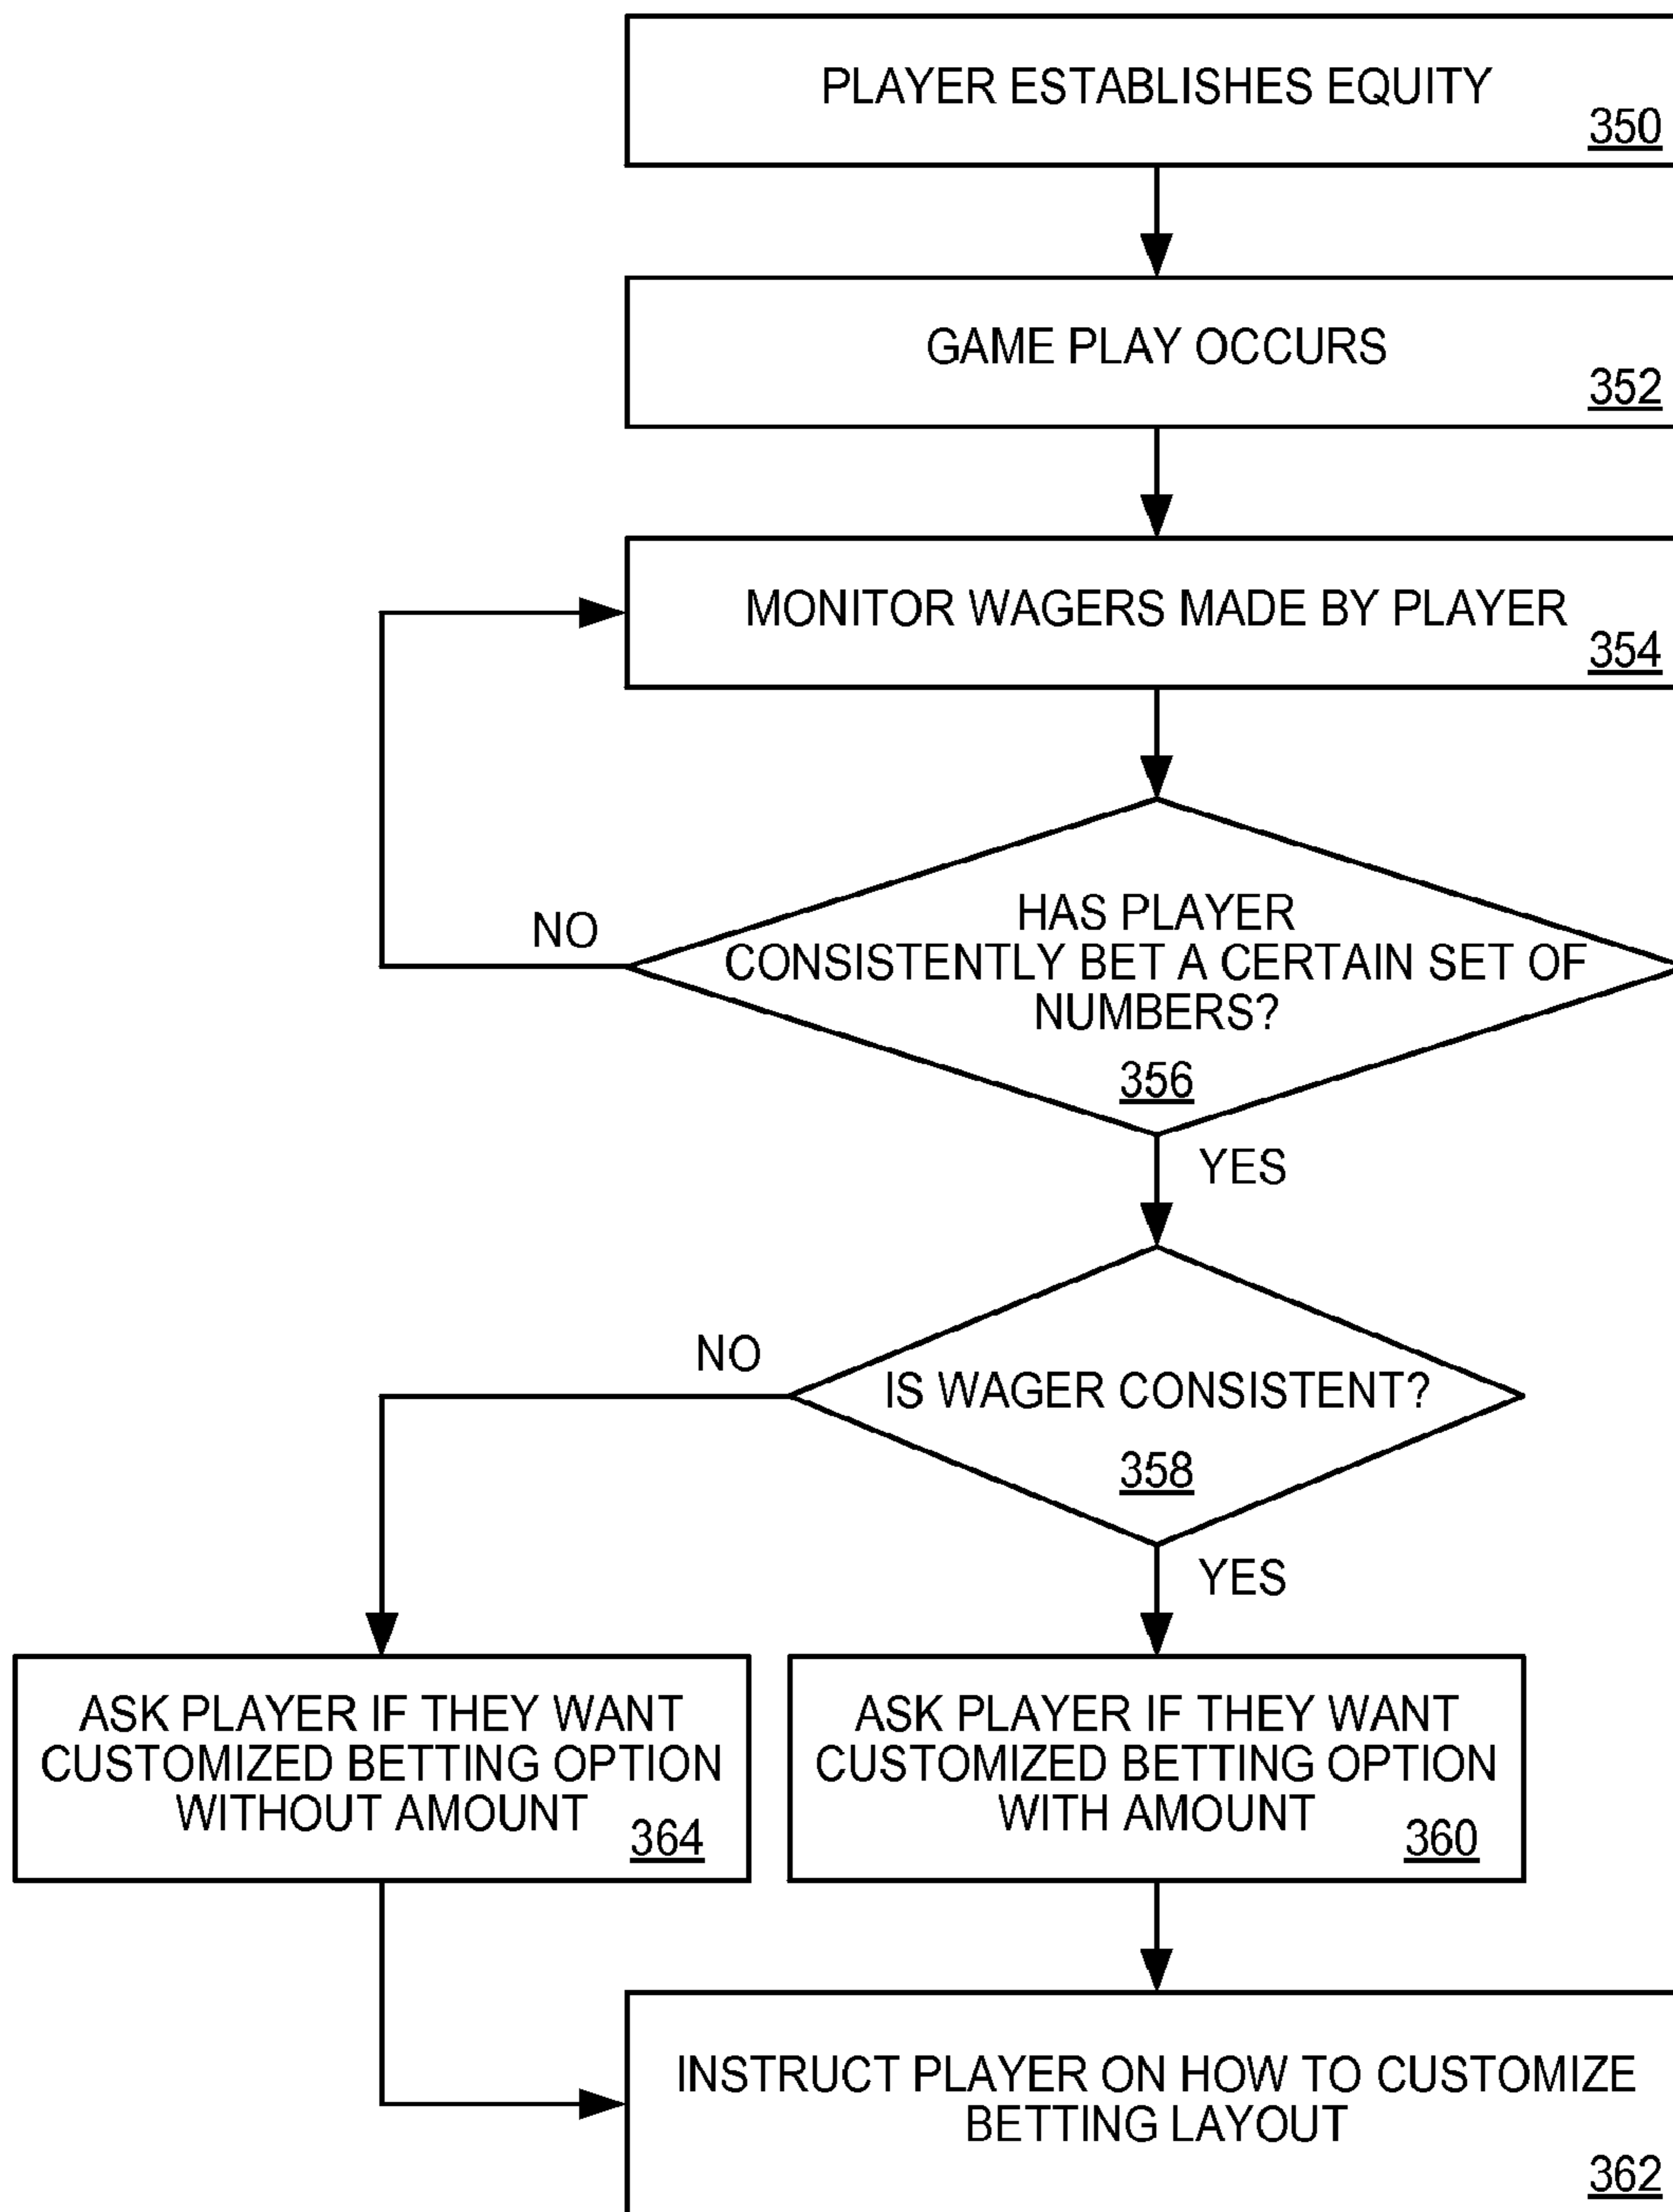 PLAYER ESTABLISHES EQUITY
350
GAME PLAY OCCURS
352
MONITOR WAGERS MADE BY PLAYER
354
HAS PLAYER
NO
CONSISTENTLY BET A CERTAIN SET OF
NUMBERS?
356
YES
NO
IS WAGER CONSISTENT?
358
YES
ASK PLAYER IF THEY WANT
CUSTOMIZED BETTING OPTION
WITHOUT AMOUNT
364
ASK PLAYER IF THEY WANT
CUSTOMIZED BETTING OPTION
WITH AMOUNT
360
INSTRUCT PLAYER ON HOW TO CUSTOMIZE
BETTING LAYOUT
362